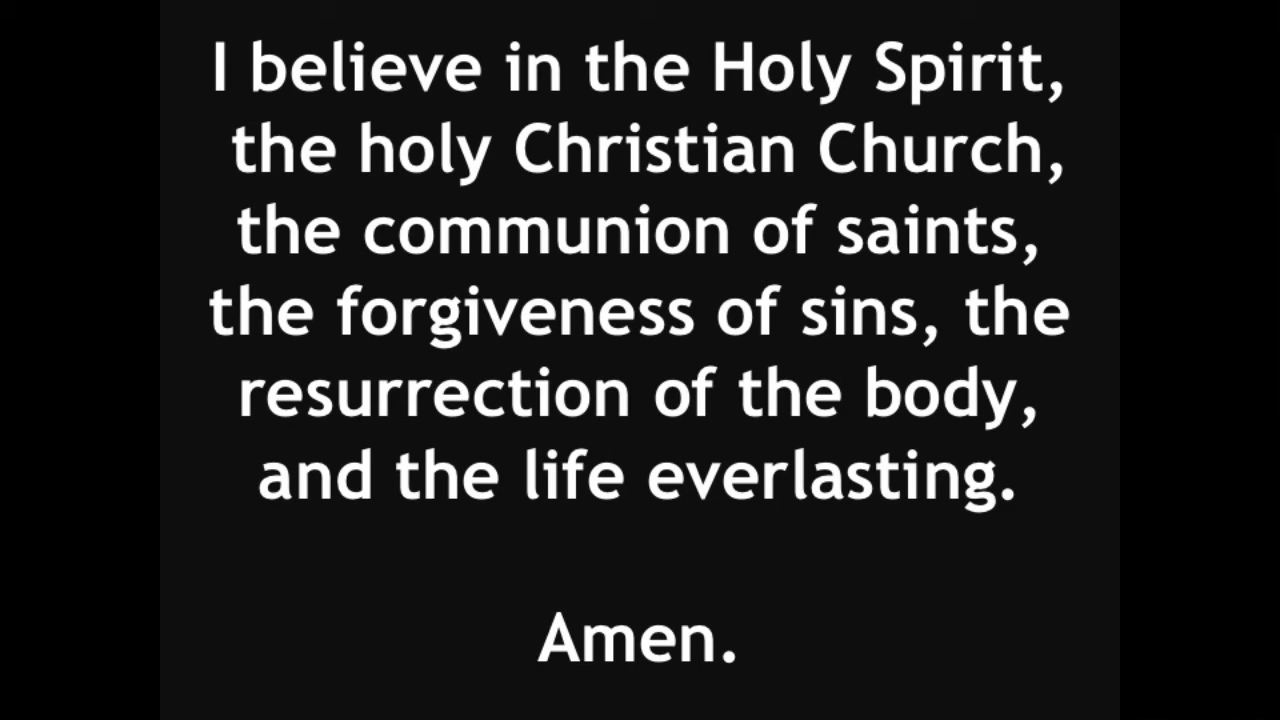 I believe in the Holy Spirit,
the holy Christian Church,
the communion of saints,
the forgiveness of sins, the
resurrection of the body,
and the life everlasting.
Amen.